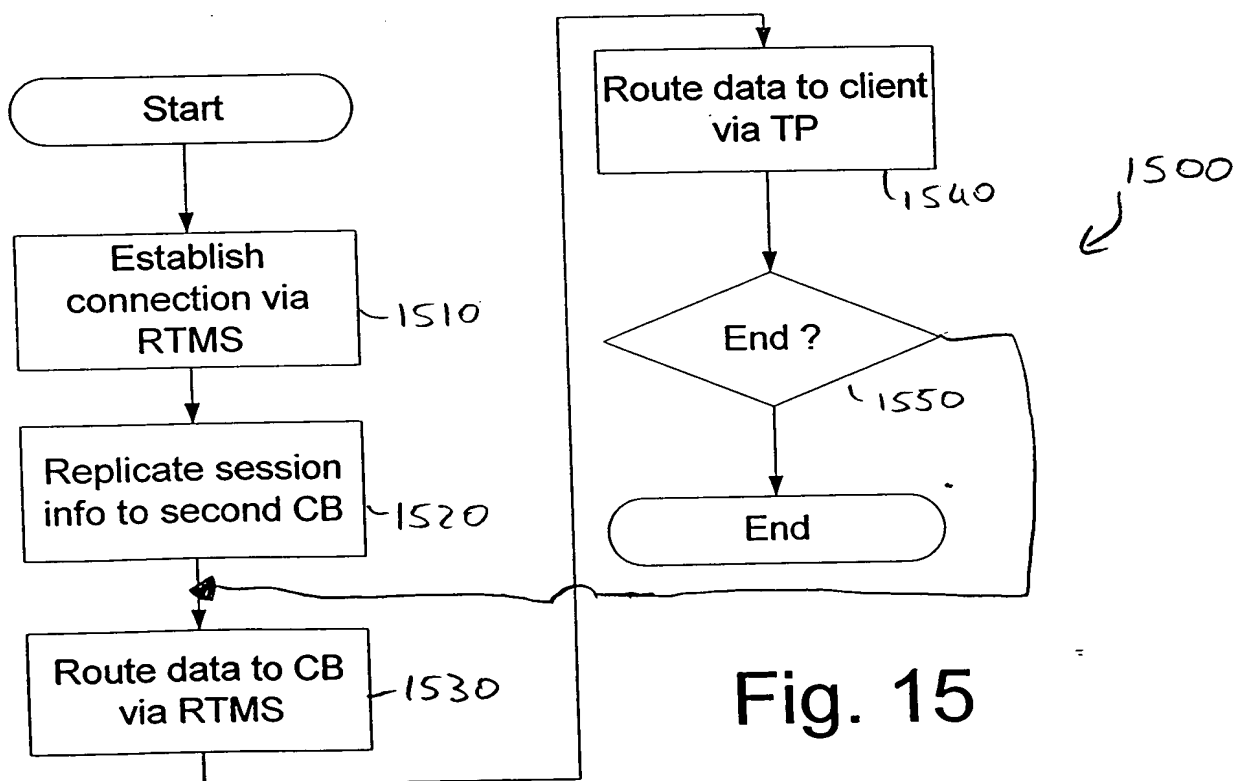 Start
Establish
connection via
RTMS
1510
Replicate session
info to second CB
1520
Route data to CB
via RTMS
1530
Route data to client
via TP
1540
1500
End ?
1550
End
Fig. 15